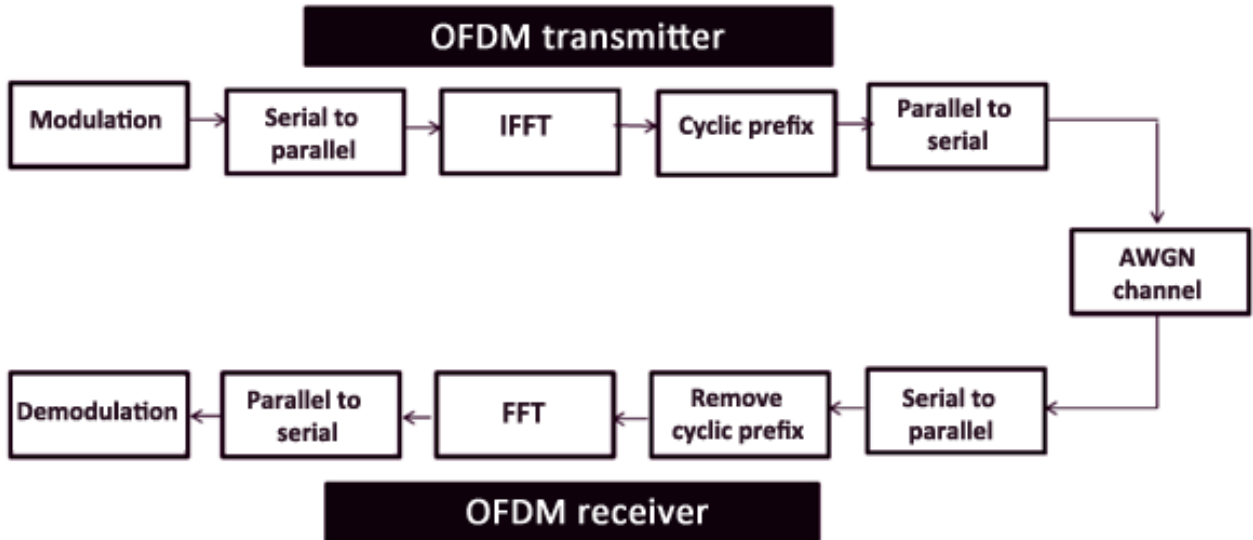 OFDM transmitter
Modulation
Serial to
parallel
IFFT
Cyclic prefix
Parallel to
serial
AWGN
channel
Demodulation
Parallel to
serial
FFT
Remove
cyclic prefix
Serial to
parallel
OFDM receiver